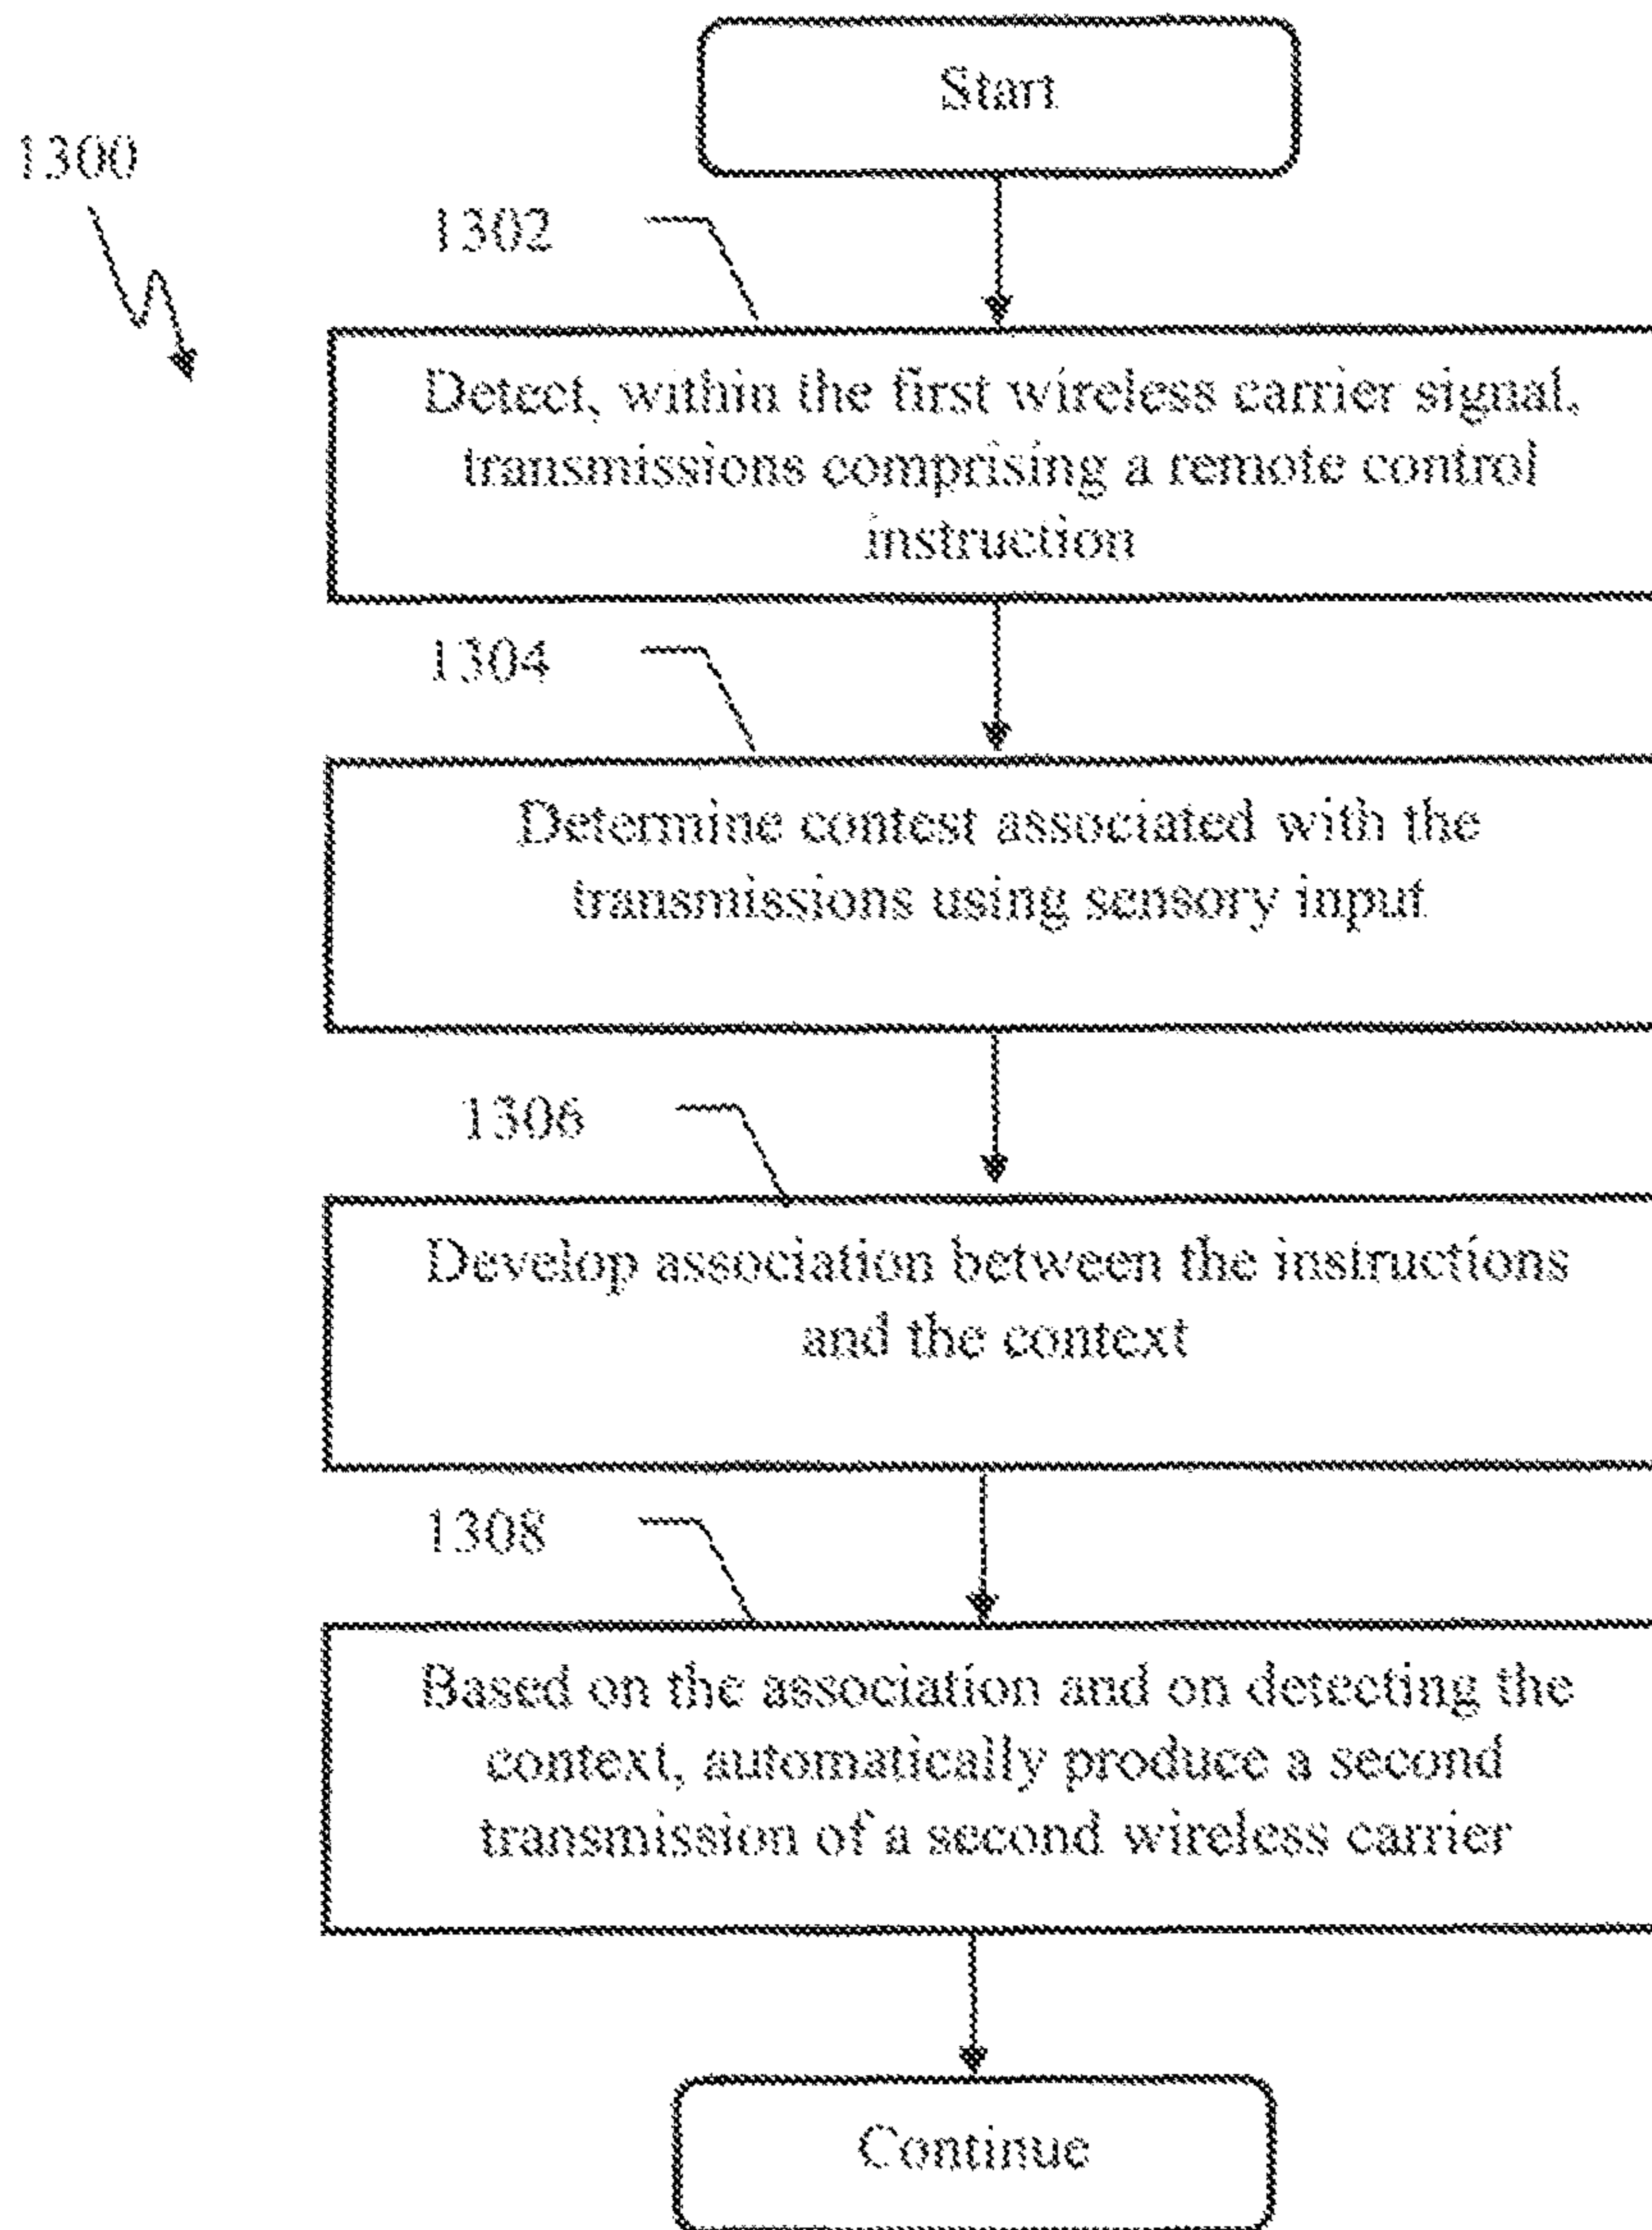 Start
1300
1302
Detect, within the first wireless carrier signal,
transmissions comprising a remote control
instruction
1304
Determine contest associated with the
transmissions using sensory input
1306
Develop association between the instructions
and the context
1308
Based on the association and on detecting the
context, automatically produce a second
transmission of a second wireless carrier
Continue